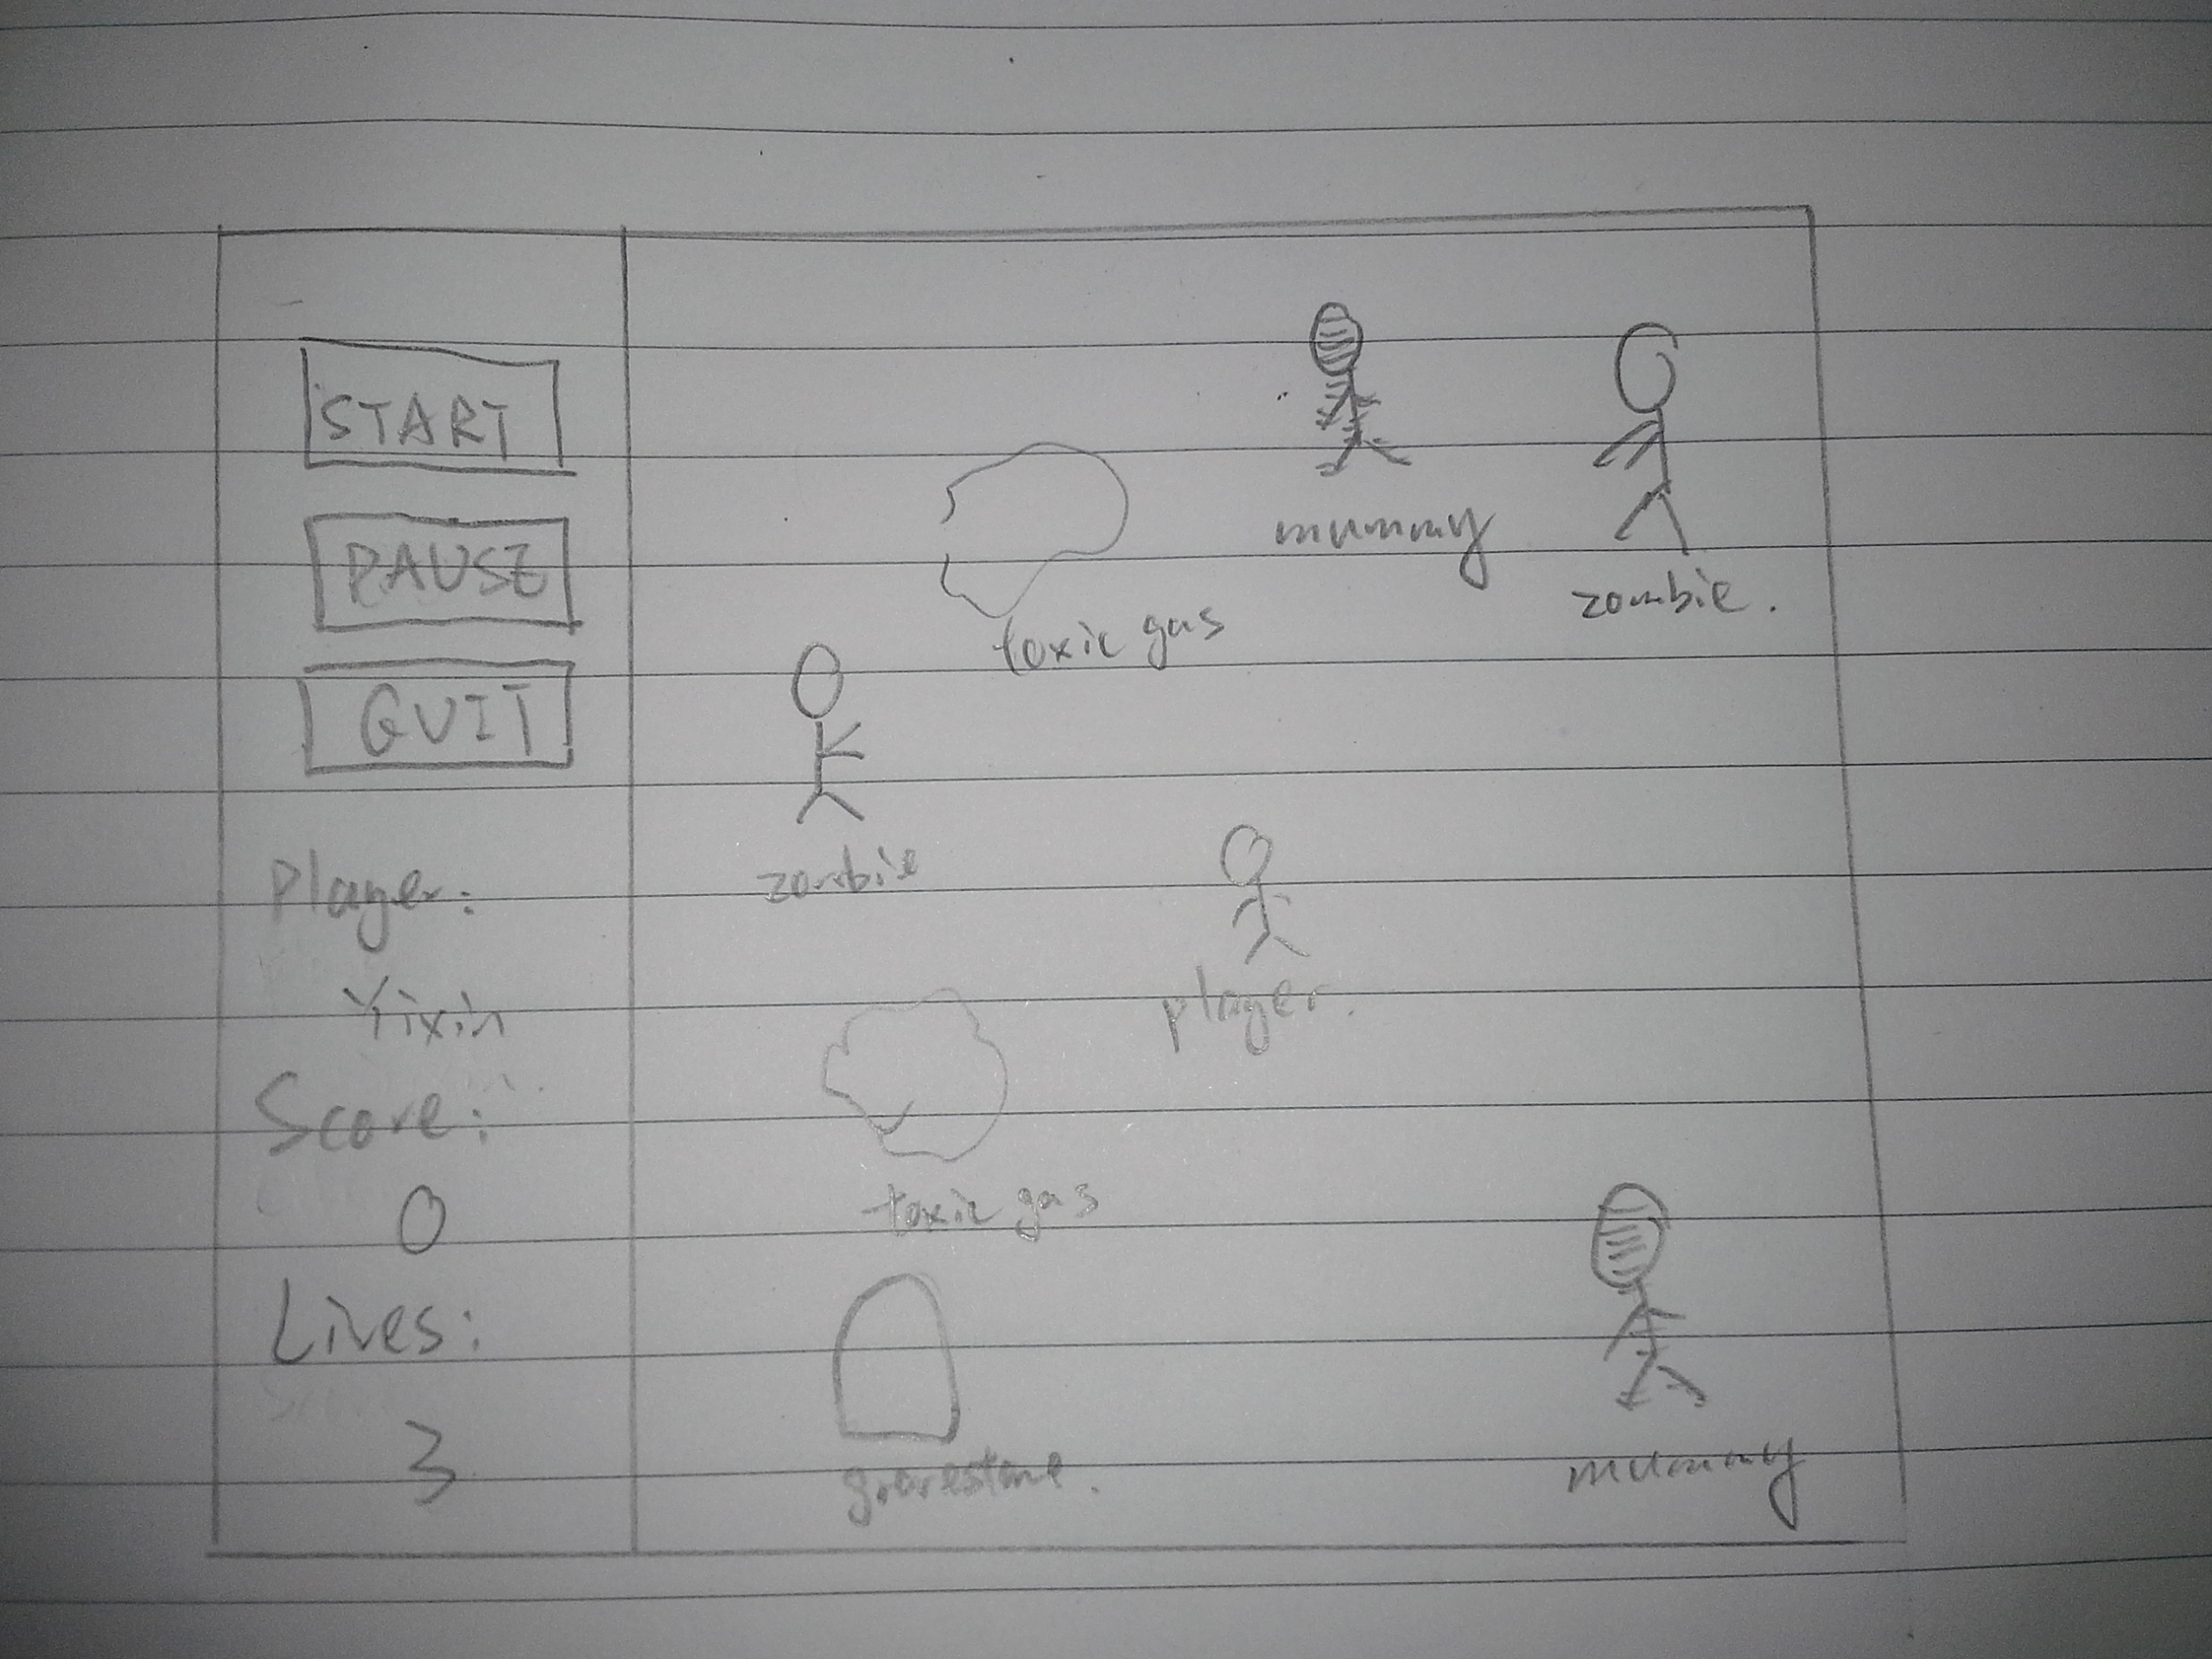 START
PAUSE
QUIT
Player:
Yixin
Score:
0
Lives:
3
mummy
zombie.
toxic gas
zombie
player.
toxic gas
gravestone.
mummy